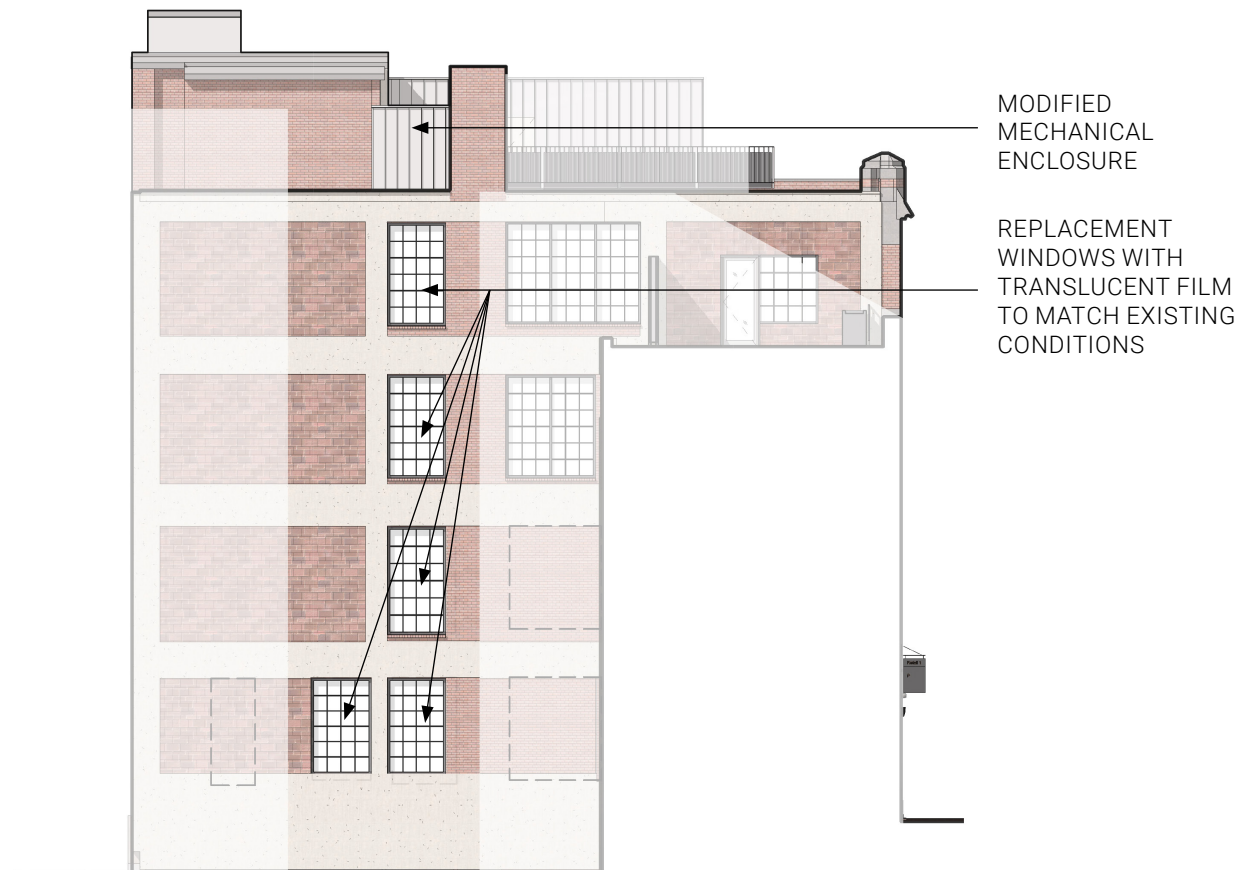 MODIFIED
MECHANICAL
ENCLOSURE
REPLACEMENT
WINDOWS WITH
TRANSLUCENT FILM
TO MATCH EXISTING
CONDITIONS